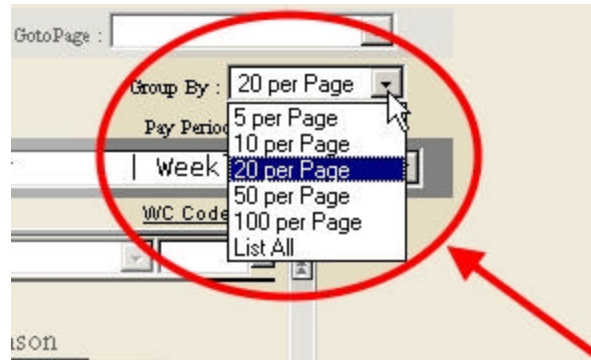 GotoPage :
Group By : 20 per Page
5 per Page
Pay Perio
10 per Page
| Week
20 per Page
50 per Page
WC Code
100 per Page
List All
ason